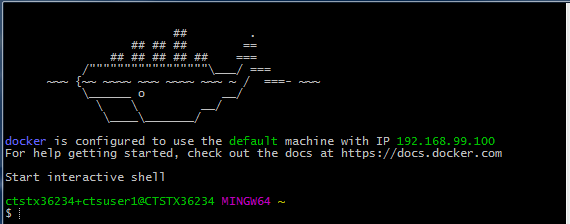 docker is configured to use the default machine with IP 192.168.99.100
For help getting started, check out the docs at https://docs.docker.com
Start interactive shell
ctstx36234+ctsuser1@CTSTX36234 MINGW64 ~
$